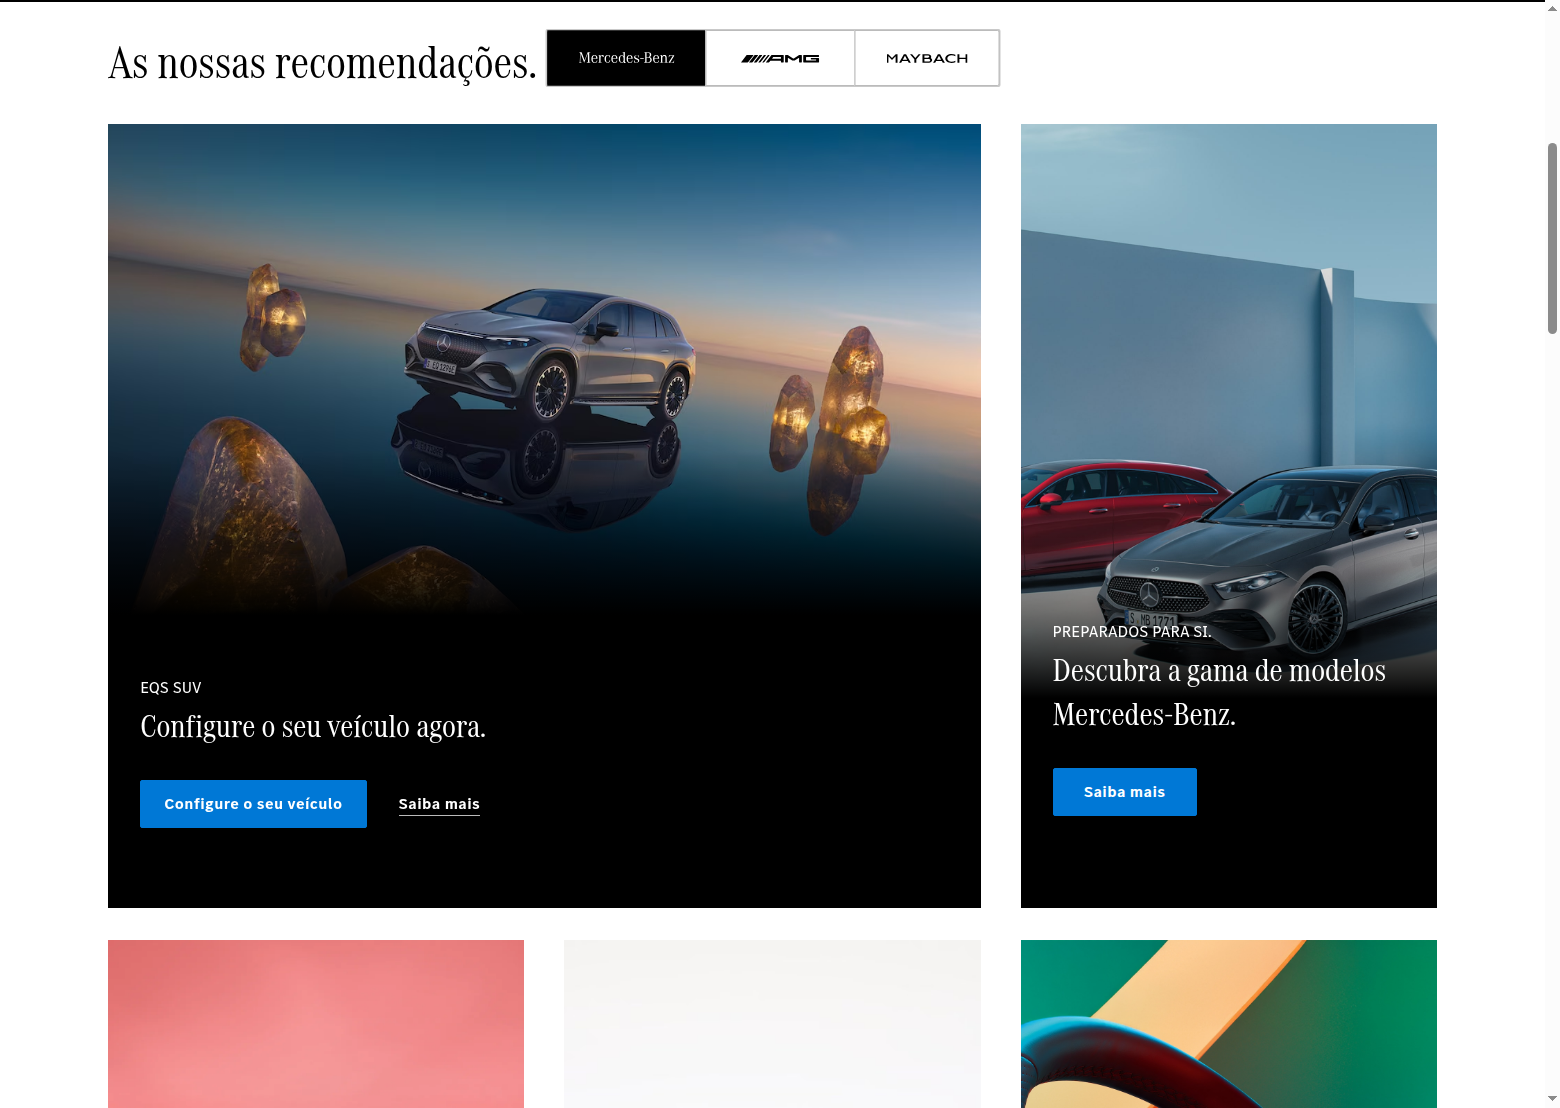 As nossas recomendações.
Mercedes-Benz
AMG
MAYBACH
EQS SUV
Configure o seu veículo agora.
Configure o seu veículo
Saiba mais
PREPARADOS PARA SI.
Descubra a gama de modelos
Mercedes-Benz.
Saiba mais